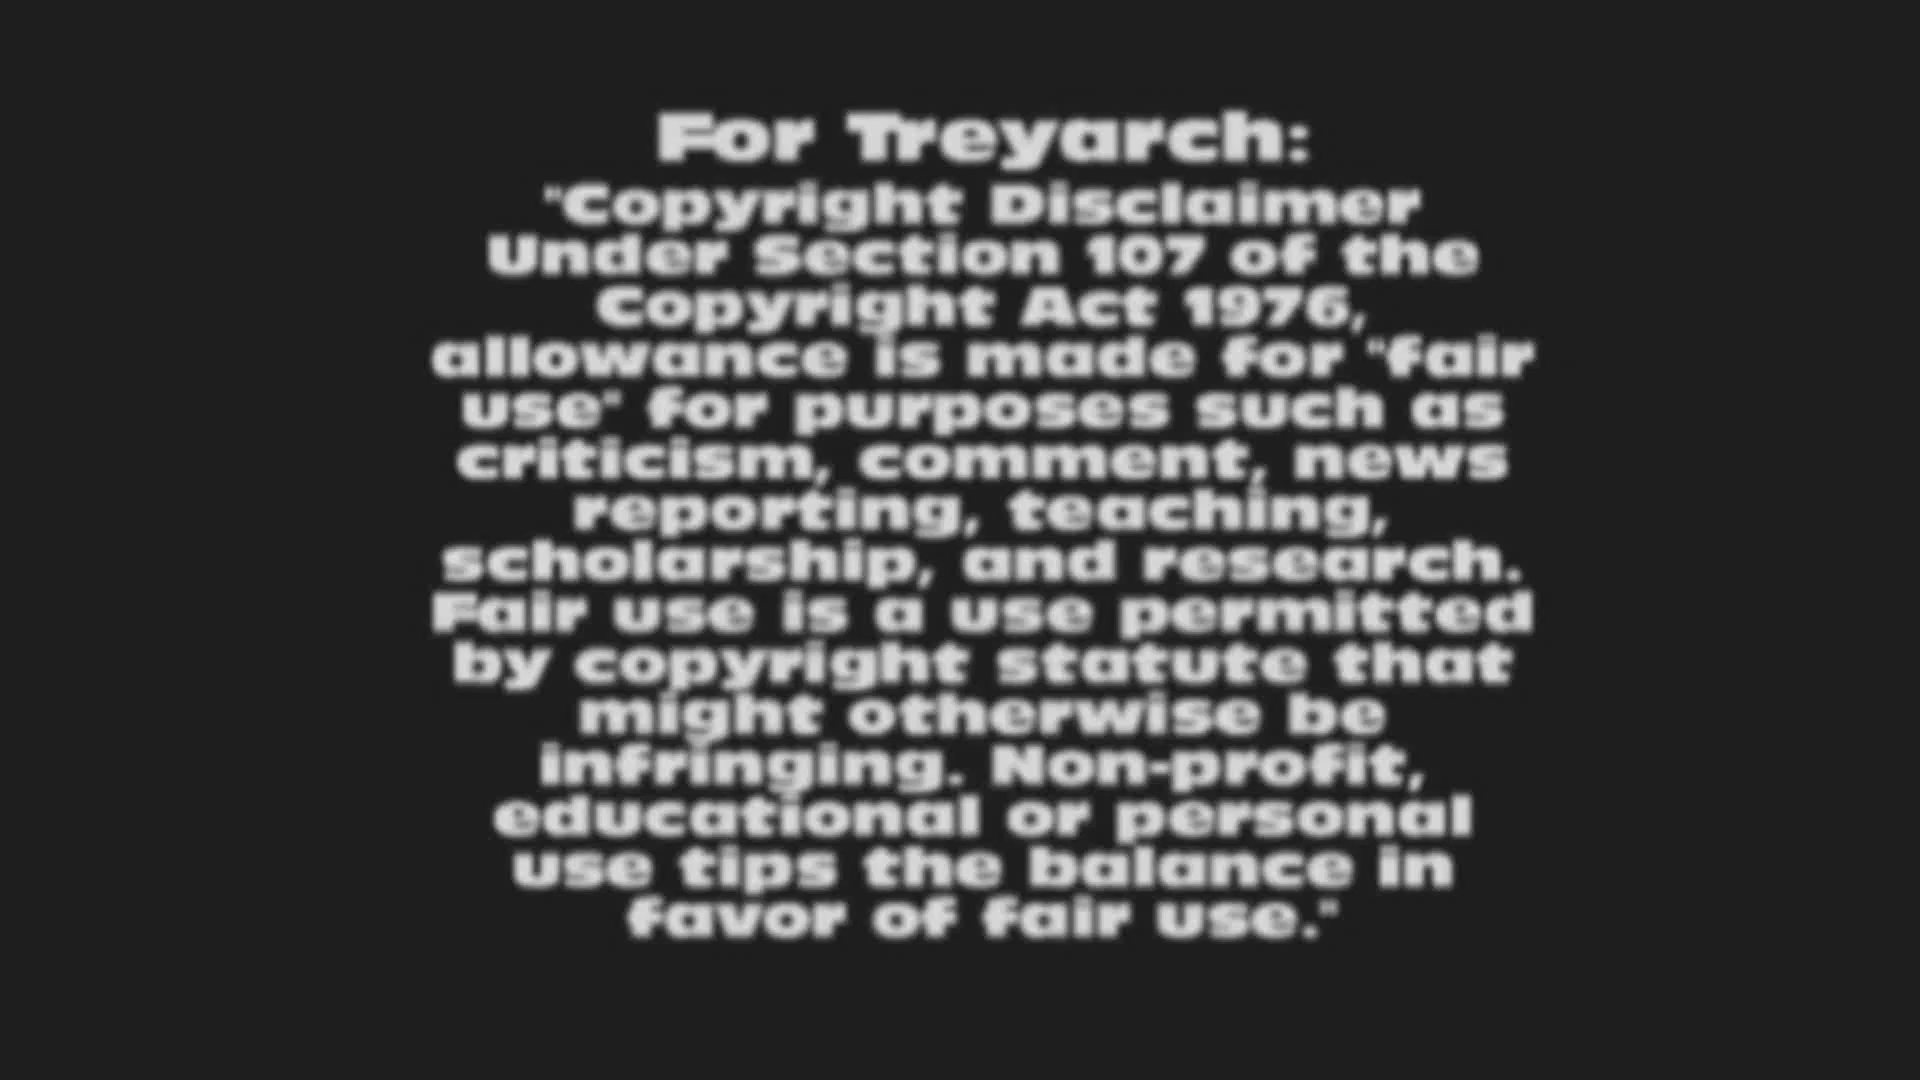 For Treyarch:
"Copyright Disclaimer
Under Section 107 of the
Copyright Act 1976,
allowance is made for "fair
use" for purposes such as
criticism, comment, news
reporting, teaching,
scholarship, and research.
Fair use is a use permitted
by copyright statute that
might otherwise be
infringing. Non-profit,
educational or personal
use tips the balance in
favor of fair use."